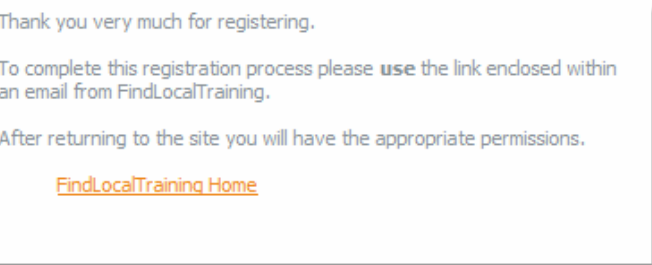 Thank you very much for registering.
To complete this registration process please use the link enclosed within
an email from FindLocalTraining.
After returning to the site you will have the appropriate permissions.
FindLocalTraining Home